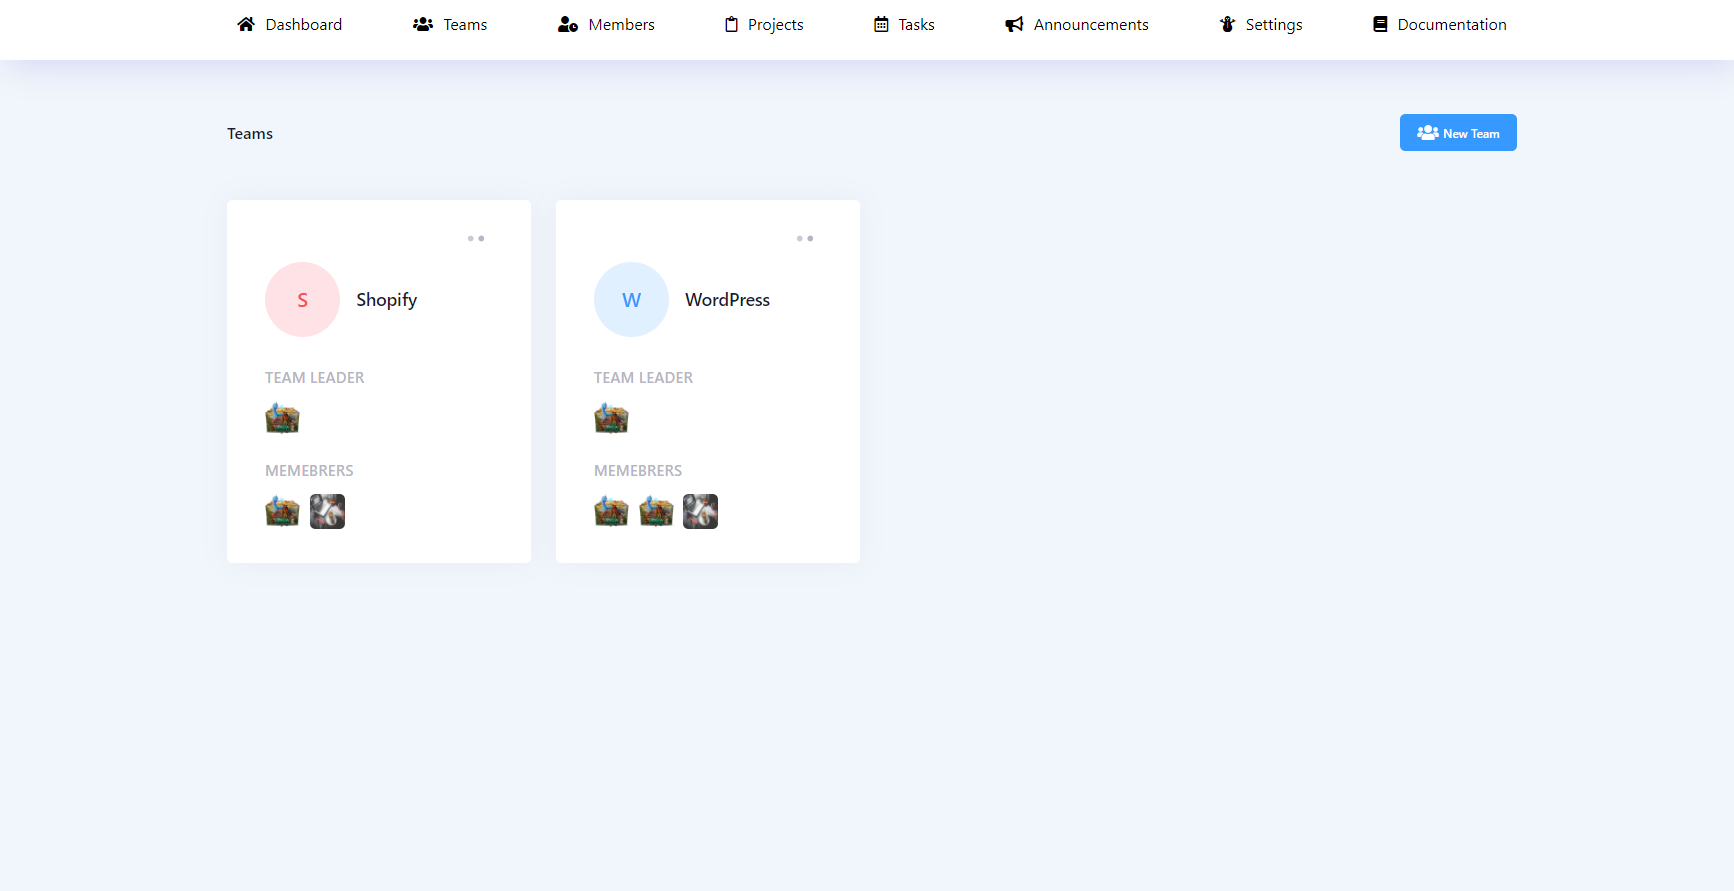 Dashboard Teams Members Projects Tasks Announcements Settings Documentation
Teams
New Team
S
Shopify
TEAM LEADER
MEMEBRERS
W
WordPress
TEAM LEADER
MEMEBRERS